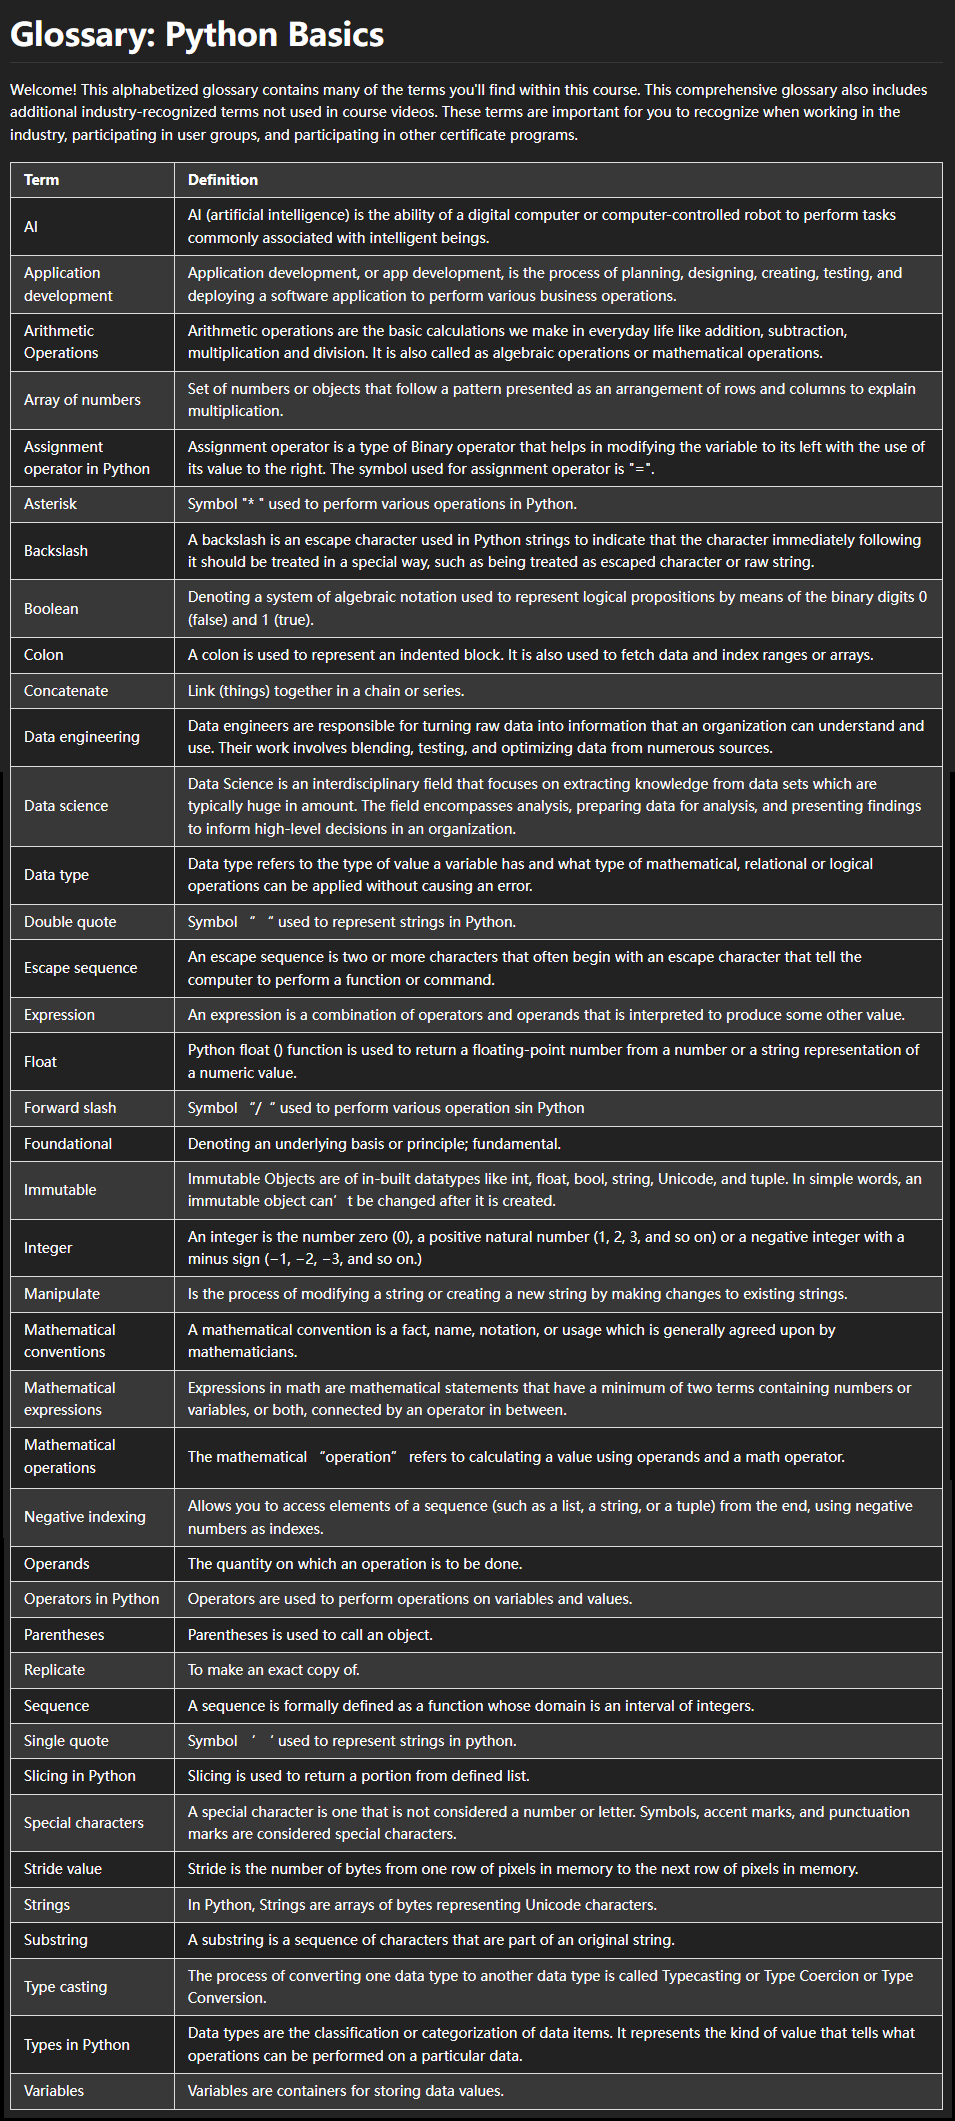 Glossary: Python Basics
Welcome! This alphabetized glossary contains many of the terms you'll find within this course. This comprehensive glossary also includes
additional industry-recognized terms not used in course videos. These terms are important for you to recognize when working in the
industry, participating in user groups, and participating in other certificate programs.
Term
Definition
AI
AI (artificial intelligence) is the ability of a digital computer or computer-controlled robot to perform tasks
commonly associated with intelligent beings.
Application
development
Application development, or app development, is the process of planning, designing, creating, testing, and
deploying a software application to perform various business operations.
Arithmetic
Operations
Arithmetic operations are the basic calculations we make in everyday life like addition, subtraction,
multiplication and division. It is also called as algebraic operations or mathematical operations.
Array of numbers
Set of numbers or objects that follow a pattern presented as an arrangement of rows and columns to explain
multiplication.
Assignment
operator in Python
Assignment operator is a type of Binary operator that helps in modifying the variable to its left with the use of
its value to the right. The symbol used for assignment operator is "=".
Asterisk
Symbol "* " used to perform various operations in Python.
Backslash
A backslash is an escape character used in Python strings to indicate that the character immediately following
it should be treated in a special way, such as being treated as escaped character or raw string.
Boolean
Denoting a system of algebraic notation used to represent logical propositions by means of the binary digits 0
(false) and 1 (true).
Colon
A colon is used to represent an indented block. It is also used to fetch data and index ranges or arrays.
Concatenate
Link (things) together in a chain or series.
Data engineering
Data engineers are responsible for turning raw data into information that an organization can understand and
use. Their work involves blending, testing, and optimizing data from numerous sources.
Data science
Data Science is an interdisciplinary field that focuses on extracting knowledge from data sets which are
typically huge in amount. The field encompasses analysis, preparing data for analysis, and presenting findings
to inform high-level decisions in an organization.
Data type
Data type refers to the type of value a variable has and what type of mathematical, relational or logical
operations can be applied without causing an error.
Double quote
Symbol “ “ used to represent strings in Python.
Escape sequence
An escape sequence is two or more characters that often begin with an escape character that tell the
computer to perform a function or command.
Expression
An expression is a combination of operators and operands that is interpreted to produce some other value.
Float
Python float () function is used to return a floating-point number from a number or a string representation of
a numeric value.
Forward slash
Symbol “/ “ used to perform various operation sin Python
Foundational
Denoting an underlying basis or principle; fundamental.
Immutable
Immutable Objects are of in-built datatypes like int, float, bool, string, Unicode, and tuple. In simple words, an
immutable object can’t be changed after it is created.
Integer
An integer is the number zero (0), a positive natural number (1, 2, 3, and so on) or a negative integer with a
minus sign (−1, −2, −3, and so on.)
Manipulate
Is the process of modifying a string or creating a new string by making changes to existing strings.
Mathematical
conventions
A mathematical convention is a fact, name, notation, or usage which is generally agreed upon by
mathematicians.
Mathematical
expressions
Expressions in math are mathematical statements that have a minimum of two terms containing numbers or
variables, or both, connected by an operator in between.
Mathematical
operations
The mathematical “operation” refers to calculating a value using operands and a math operator.
Negative indexing
Allows you to access elements of a sequence (such as a list, a string, or a tuple) from the end, using negative
numbers as indexes.
Operands
The quantity on which an operation is to be done.
Operators in Python
Operators are used to perform operations on variables and values.
Parentheses
Parentheses is used to call an object.
Replicate
To make an exact copy of.
Sequence
A sequence is formally defined as a function whose domain is an interval of integers.
Single quote
Symbol ‘ ‘ used to represent strings in python.
Slicing in Python
Slicing is used to return a portion from defined list.
Special characters
A special character is one that is not considered a number or letter. Symbols, accent marks, and punctuation
marks are considered special characters.
Stride value
Stride is the number of bytes from one row of pixels in memory to the next row of pixels in memory.
Strings
In Python, Strings are arrays of bytes representing Unicode characters.
Substring
A substring is a sequence of characters that are part of an original string.
Type casting
The process of converting one data type to another data type is called Typecasting or Type Coercion or Type
Conversion.
Types in Python
Data types are the classification or categorization of data items. It represents the kind of value that tells what
operations can be performed on a particular data.
Variables
Variables are containers for storing data values.